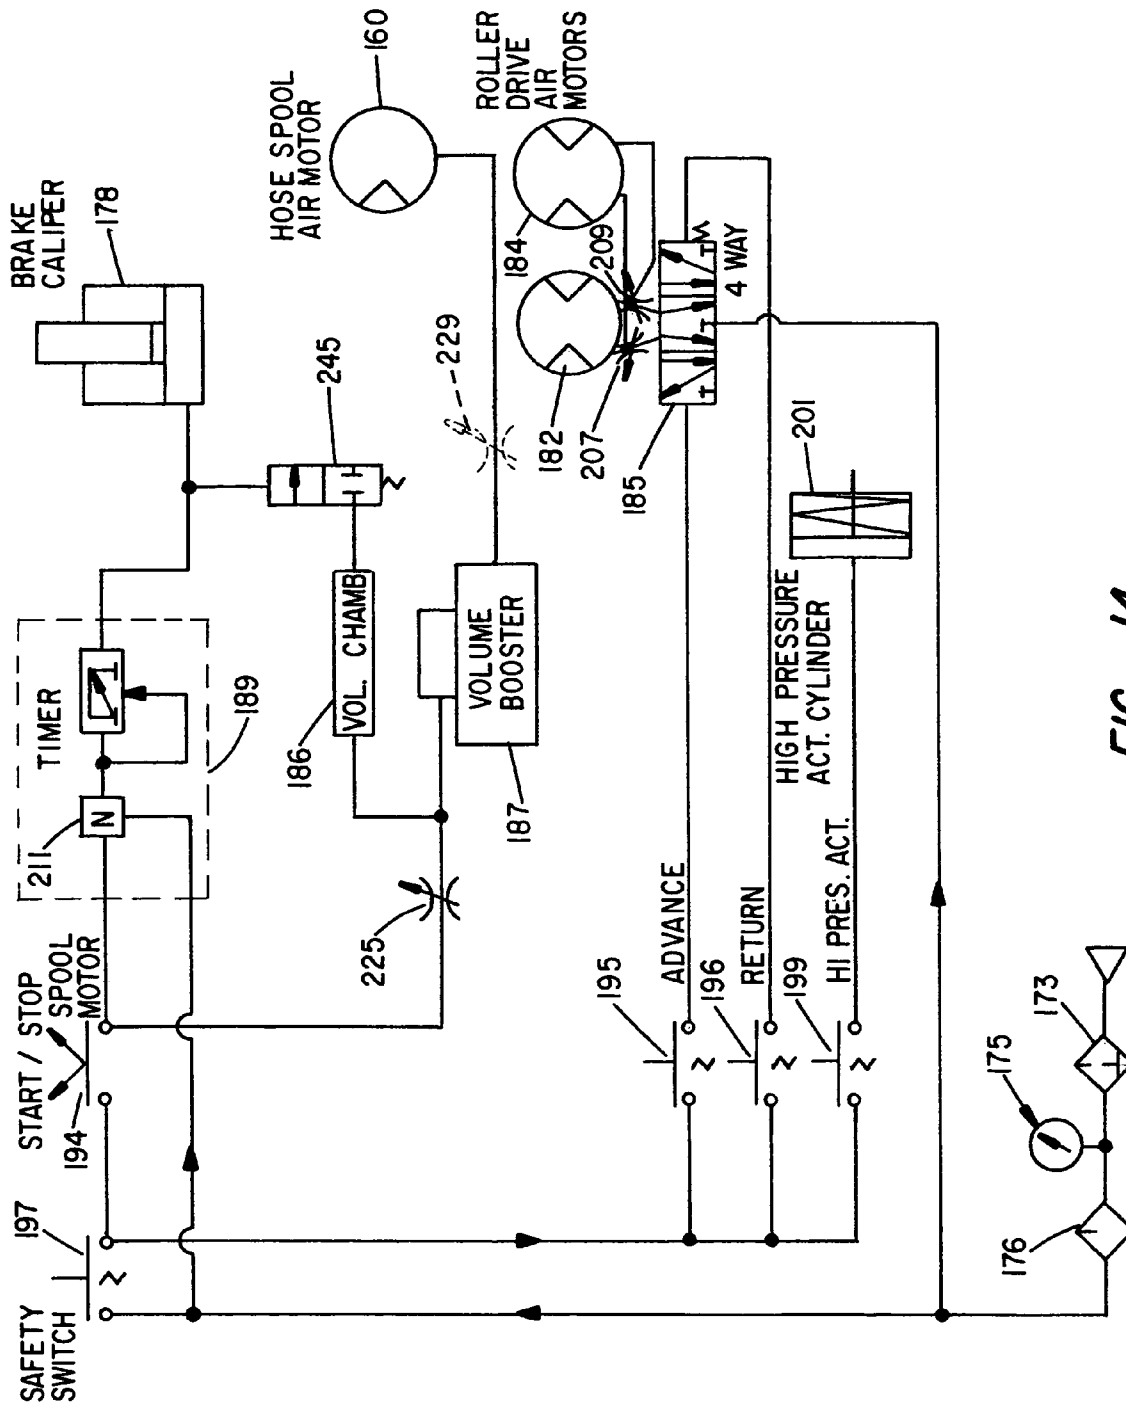 BRAKE
CALIPER
178
HOSE SPOOL
AIR MOTOR
160
ROLLER
DRIVE
AIR
MOTORS
TIMER
N
211
189
245
186
VOL. CHAMB
229
VOLUME
BOOSTER
187
184
209
182
207
185
4 WAY
START / STOP
SPOOL
MOTOR
194
225
SAFETY
SWITCH
197
195
ADVANCE
196
RETURN
199
HI PRES. ACT.
HIGH PRESSURE
ACT. CYLINDER
201
175
173
176